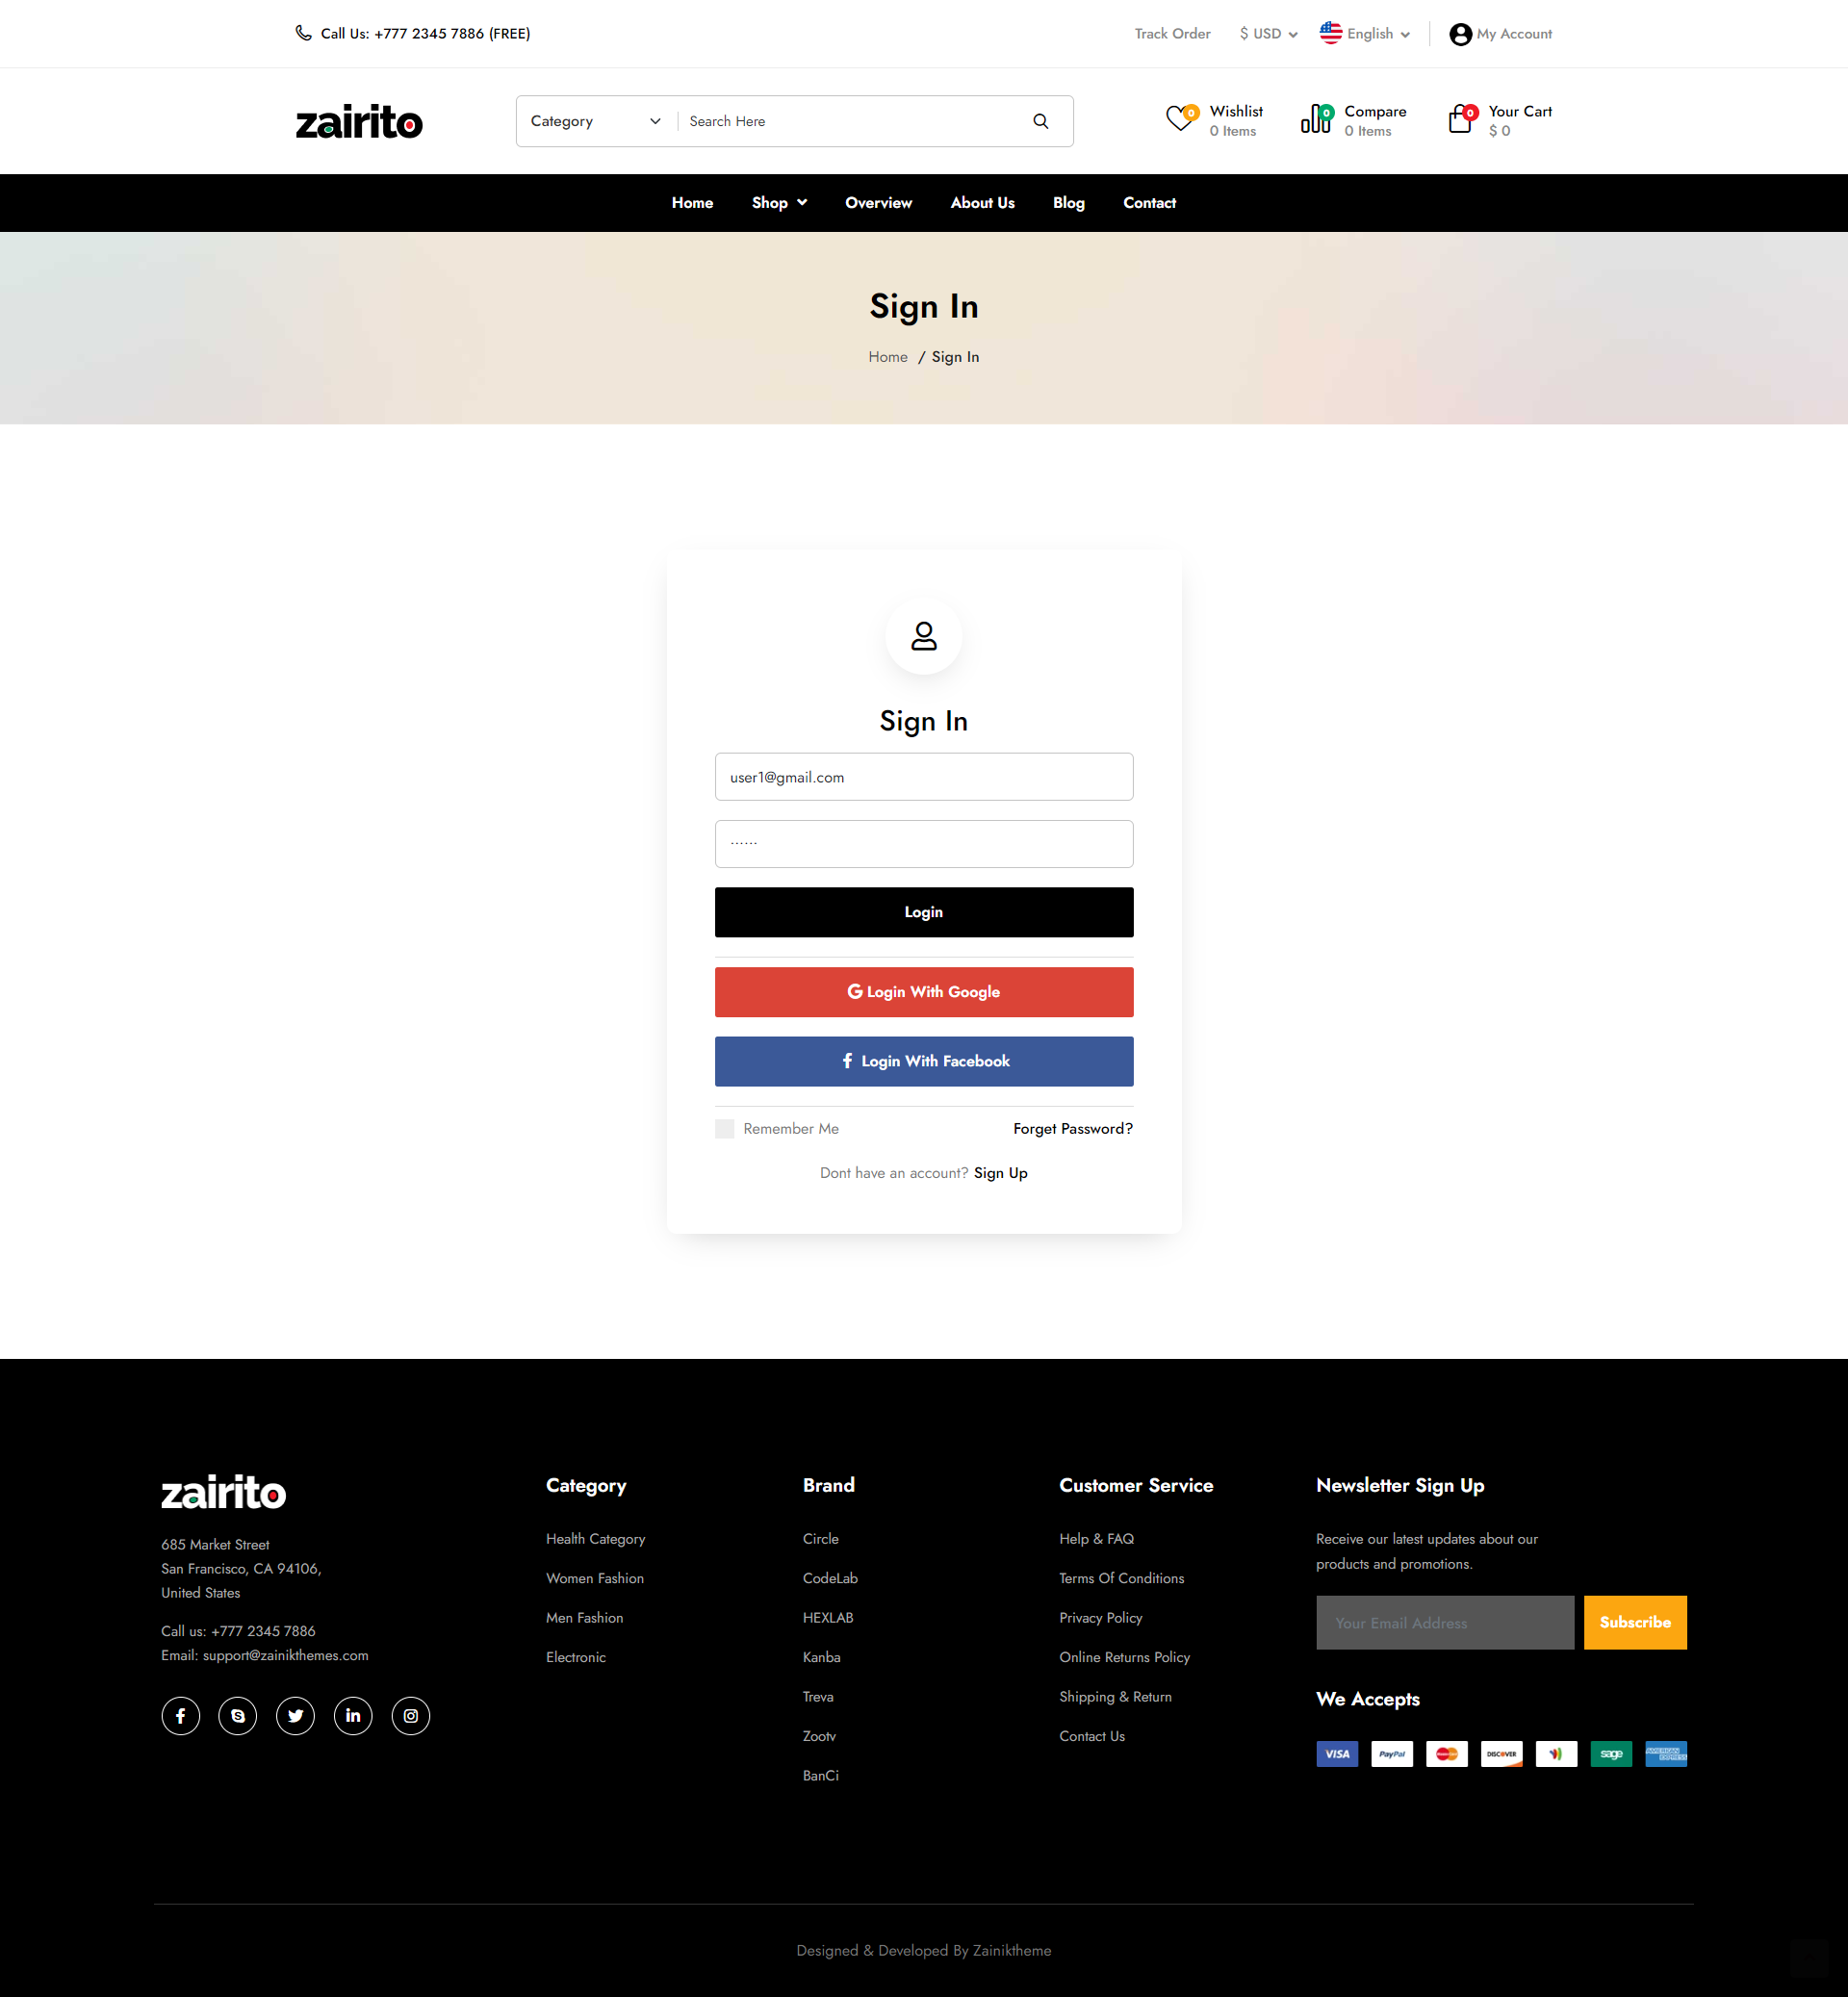 Call Us: +777 2345 7886 (FREE)
Track Order
$ USD
English
My Account
zairito
Category
Search Here
0
Wishlist
0 Items
0
Compare
0 Items
0
Your Cart
$ 0
Home
Shop
Overview
About Us
Blog
Contact
Sign In
Home / Sign In
Sign In
user1@gmail.com
......
Login
G Login With Google
f Login With Facebook
Remember Me
Forget Password?
Dont have an account? Sign Up
zairito
685 Market Street
San Francisco, CA 94106,
United States
Call us: +777 2345 7886
Email: support@zainikthemes.com
Category
Health Category
Women Fashion
Men Fashion
Electronic
Brand
Circle
CodeLab
HEXLAB
Kanba
Treva
Zootv
BanCi
Customer Service
Help & FAQ
Terms Of Conditions
Privacy Policy
Online Returns Policy
Shipping & Return
Contact Us
Newsletter Sign Up
Receive our latest updates about our
products and promotions.
Your Email Address
Subscribe
We Accepts
VISA
PayPal
DISCOVER
sage
AMERICAN
EXPRESS
Designed & Developed By Zainiktheme